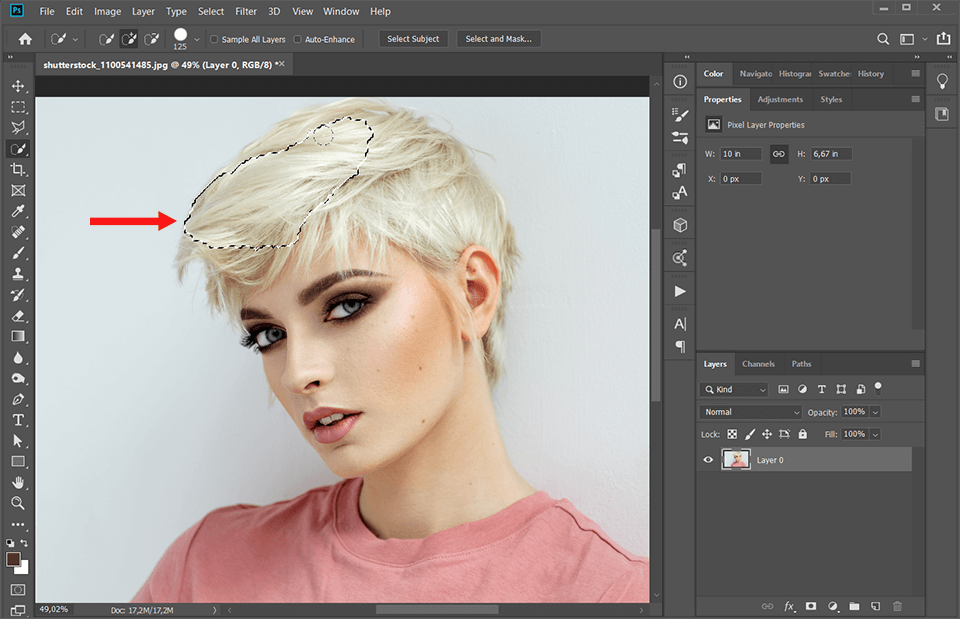 Ps File Edit Image Layer Type Select Filter 3D View Window Help
125 Sample All Layers Auto-Enhance Select Subject Select and Mask...
shutterstock_1100541485.jpg @ 49% (Layer 0, RGB/8) *
Color Navigato Histogra Swatche History
Properties Adjustments Styles
Pixel Layer Properties
W: 10 in H: 6,67 in
X: 0 px Y: 0 px
Layers Channels Paths
Kind
Normal Opacity: 100%
Lock: Fill: 100%
Layer 0
49,02% Doc: 17,2M/17,2M
fx